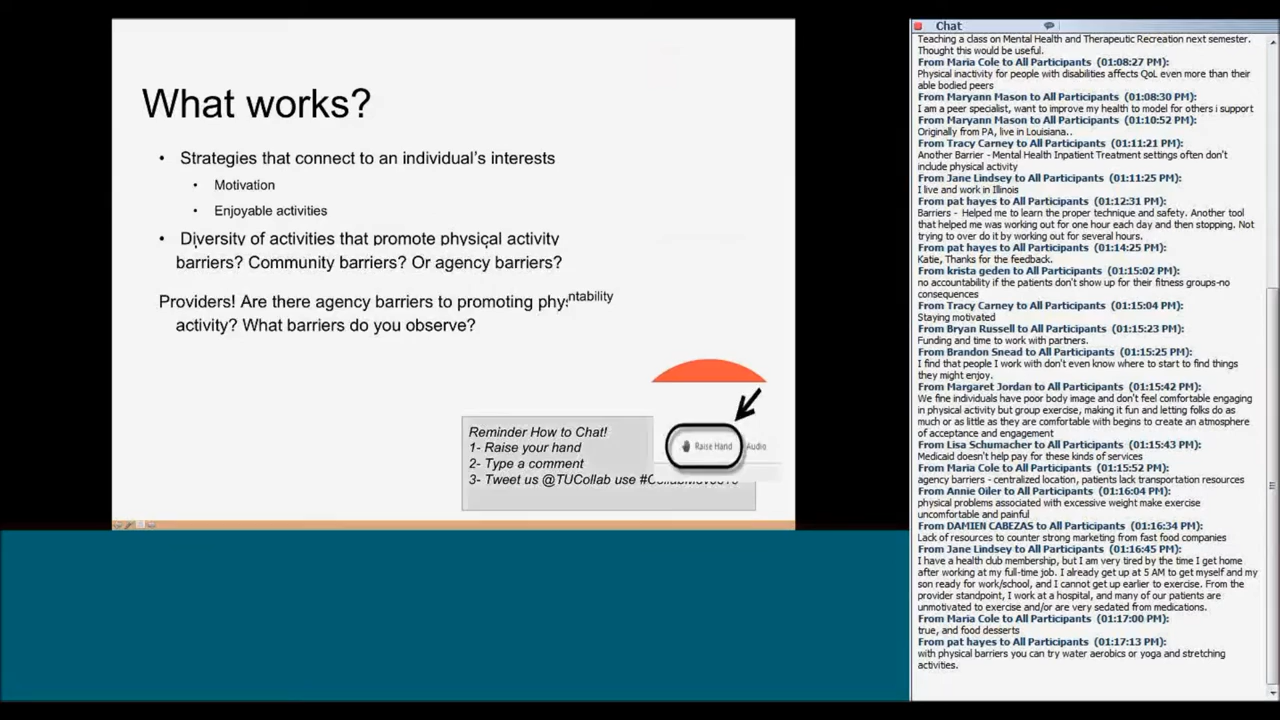 What works?
• Strategies that connect to an individual's interests
• Motivation
• Enjoyable activities
• Diversity of activities that promote physical activity
barriers? Community barriers? Or agency barriers?
Providers! Are there agency barriers to promoting phy
ntability
activity? What barriers do you observe?
Reminder How to Chat!
1- Raise your hand
2- Type a comment
3- Tweet us @TUCollab use
Raise Hand
Audio
Chat
Teaching a class on Mental Health and Therapeutic Recreation next semester.
Thought this would be useful.
From Maria Cole to All Participants (01:08:27 PM):
Physical inactivity for people with disabilities affects QoL even more than their
able bodied peers
From Maryann Mason to All Participants (01:08:30 PM):
I am a peer specialist, want to improve my health to model for others i support
From Maryann Mason to All Participants (01:10:52 PM):
Originally from PA, live in Louisiana..
From Tracy Carney to All Participants (01:11:21 PM):
Another Barrier - Mental Health Inpatient Treatment settings often don't
include physical activity
From Jane Lindsey to All Participants (01:11:25 PM):
I live and work in Illinois
From pat hayes to All Participants (01:12:31 PM):
Barriers - Helped me to learn the proper technique and safety. Another tool
that helped me was working out for one hour each day and then stopping. Not
trying to over do it by working out for several hours.
From pat hayes to All Participants (01:14:25 PM):
Katie, Thanks for the feedback.
From krista geden to All Participants (01:15:02 PM):
no accountability if the patients don't show up for their fitness groups-no
consequences
From Tracy Carney to All Participants (01:15:04 PM):
Staying motivated
From Bryan Russell to All Participants (01:15:23 PM):
Funding and time to work with partners.
From Brandon Snead to All Participants (01:15:25 PM):
I find that people I work with don't even know where to start to find things
they might enjoy.
From Margaret Jordan to All Participants (01:15:42 PM):
We fine individuals have poor body image and don't feel comfortable engaging
in physical activity but group exercise, making it fun and letting folks do as
much or as little as they are comfortable with begins to create an atmosphere
of acceptance and engagement
From Lisa Schumacher to All Participants (01:15:43 PM):
Medicaid doesn't help pay for these kinds of services
From Maria Cole to All Participants (01:15:52 PM):
agency barriers - centralized location, patients lack transportation resources
From Annie Oiler to All Participants (01:16:04 PM):
physical problems associated with excessive weight make exercise
uncomfortable and painful
From DAMIEN CABEZAS to All Participants (01:16:34 PM):
Lack of resources to counter strong marketing from fast food companies
From Jane Lindsey to All Participants (01:16:45 PM):
I have a health club membership, but I am very tired by the time I get home
after working at my full-time job. I already get up at 5 AM to get myself and my
son ready for work/school, and I cannot get up earlier to exercise. From the
provider standpoint, I work at a hospital, and many of our patients are
unmotivated to exercise and/or are very sedated from medications.
From Maria Cole to All Participants (01:17:00 PM):
true, and food desserts
From pat hayes to All Participants (01:17:13 PM):
with physical barriers you can try water aerobics or yoga and stretching
activities.